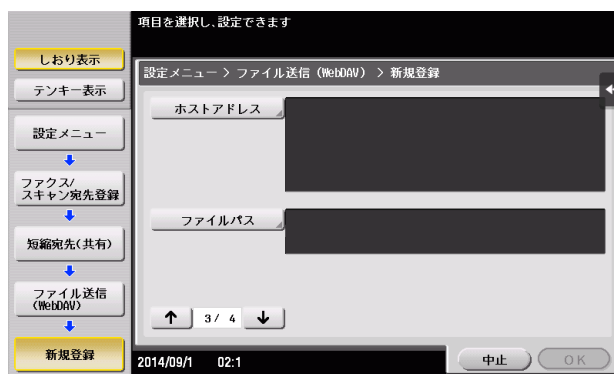 項目を選択し、設定できます
しおり表示
テンキー表示
設定メニュー
ファクス/
スキャン宛先登録
短縮宛先(共有)
ファイル送信
(WebDAV)
新規登録
設定メニュー > ファイル送信 (WebDAV) > 新規登録
ホストアドレス
ファイルパス
↑ 3/ 4 ↓
2014/09/1 02:1
中止
OK